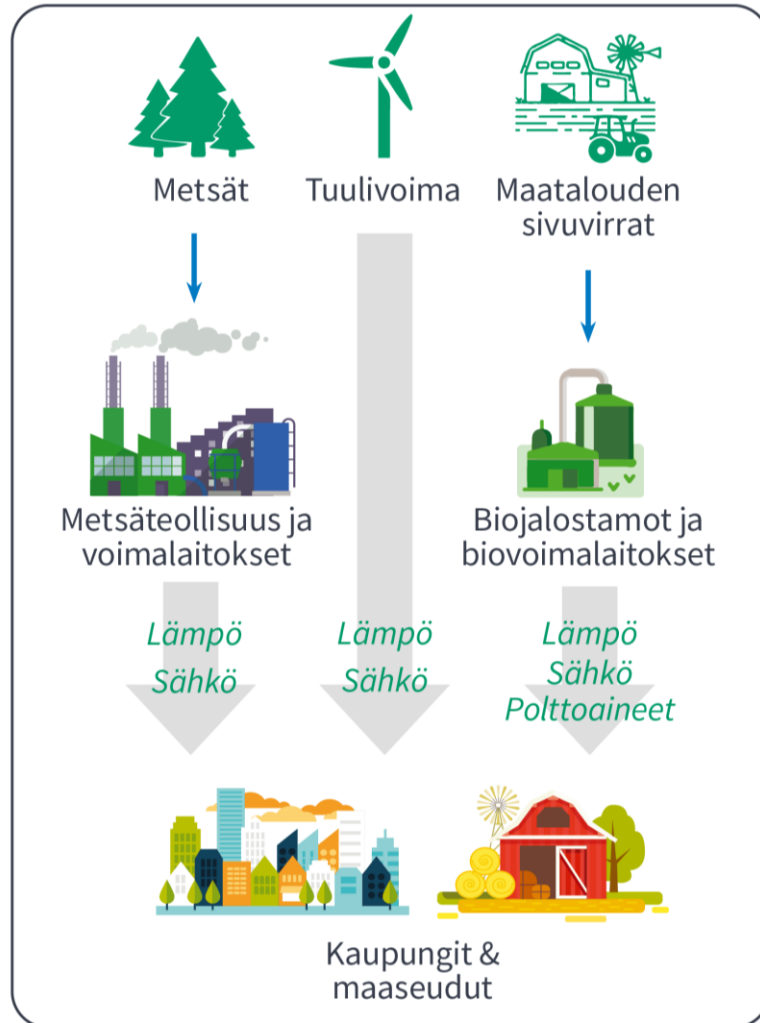 Metsät
Tuulivoima
Maatalouden
sivuvirrat
Metsäteollisuus ja
voimalaitokset
Biojalostamot ja
biovoimalaitokset
Lämpö
Sähkö
Lämpö
Sähkö
Lämpö
Sähkö
Polttoaineet
Kaupungit &
maaseudut